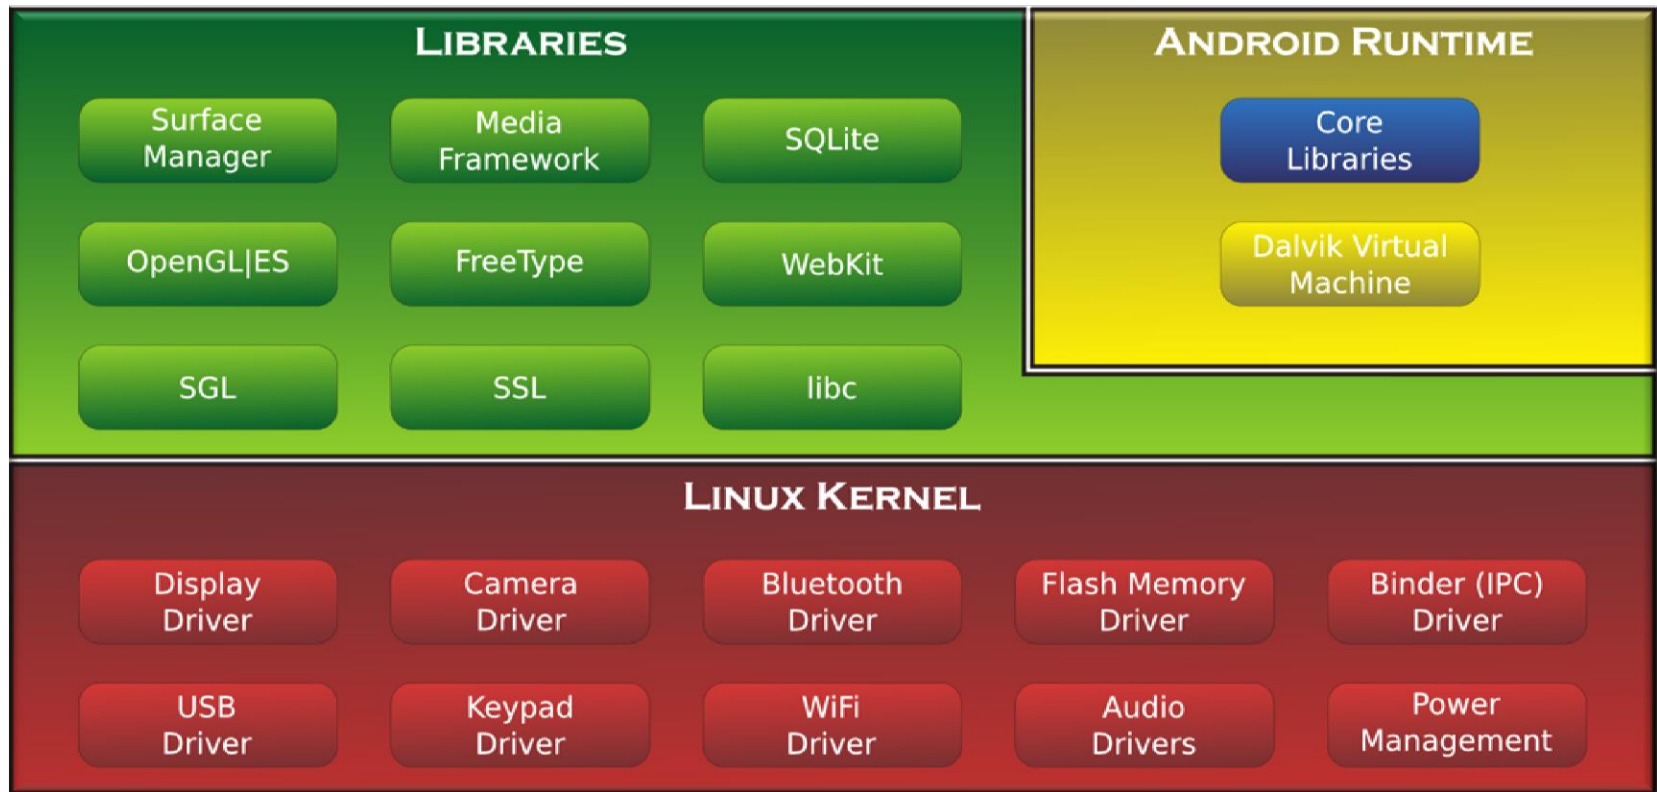 LIBRARIES
Surface
Manager
Media
Framework
SQLite
OpenGL|ES
FreeType
WebKit
SGL
SSL
libc
ANDROID RUNTIME
Core
Libraries
Dalvik Virtual
Machine
LINUX KERNEL
Display
Driver
Camera
Driver
Bluetooth
Driver
Flash Memory
Driver
Binder (IPC)
Driver
USB
Driver
Keypad
Driver
WiFi
Driver
Audio
Drivers
Power
Management